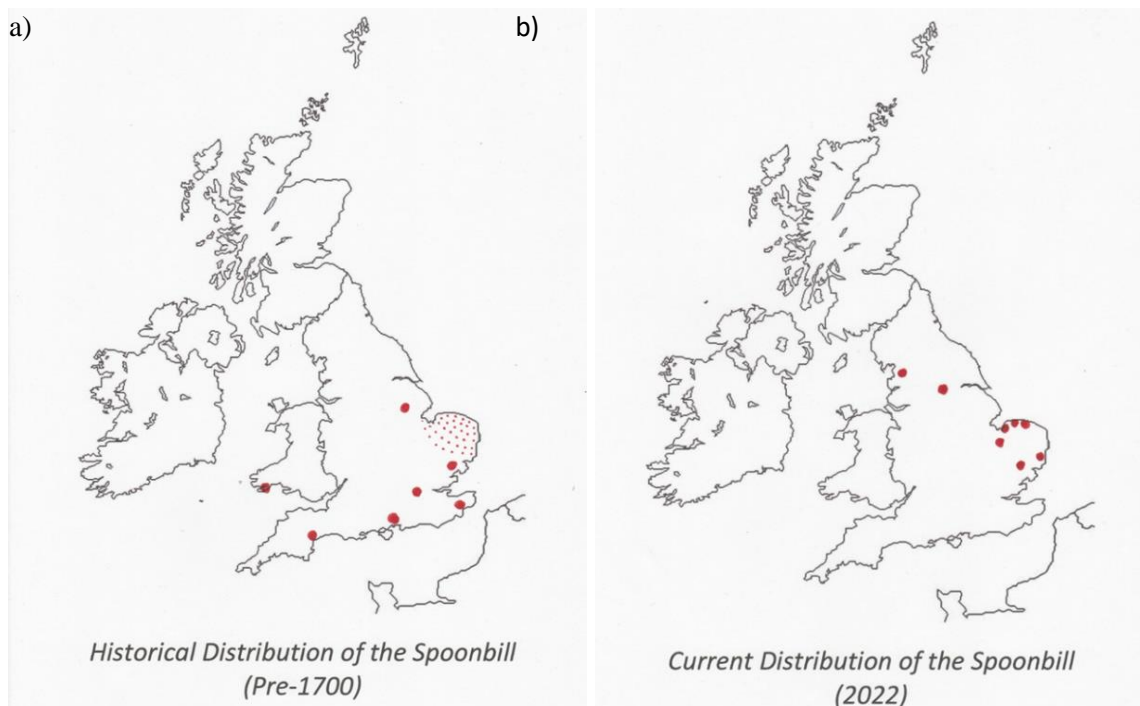 a)
b)
Historical Distribution of the Spoonbill
(Pre-1700)
Current Distribution of the Spoonbill
(2022)